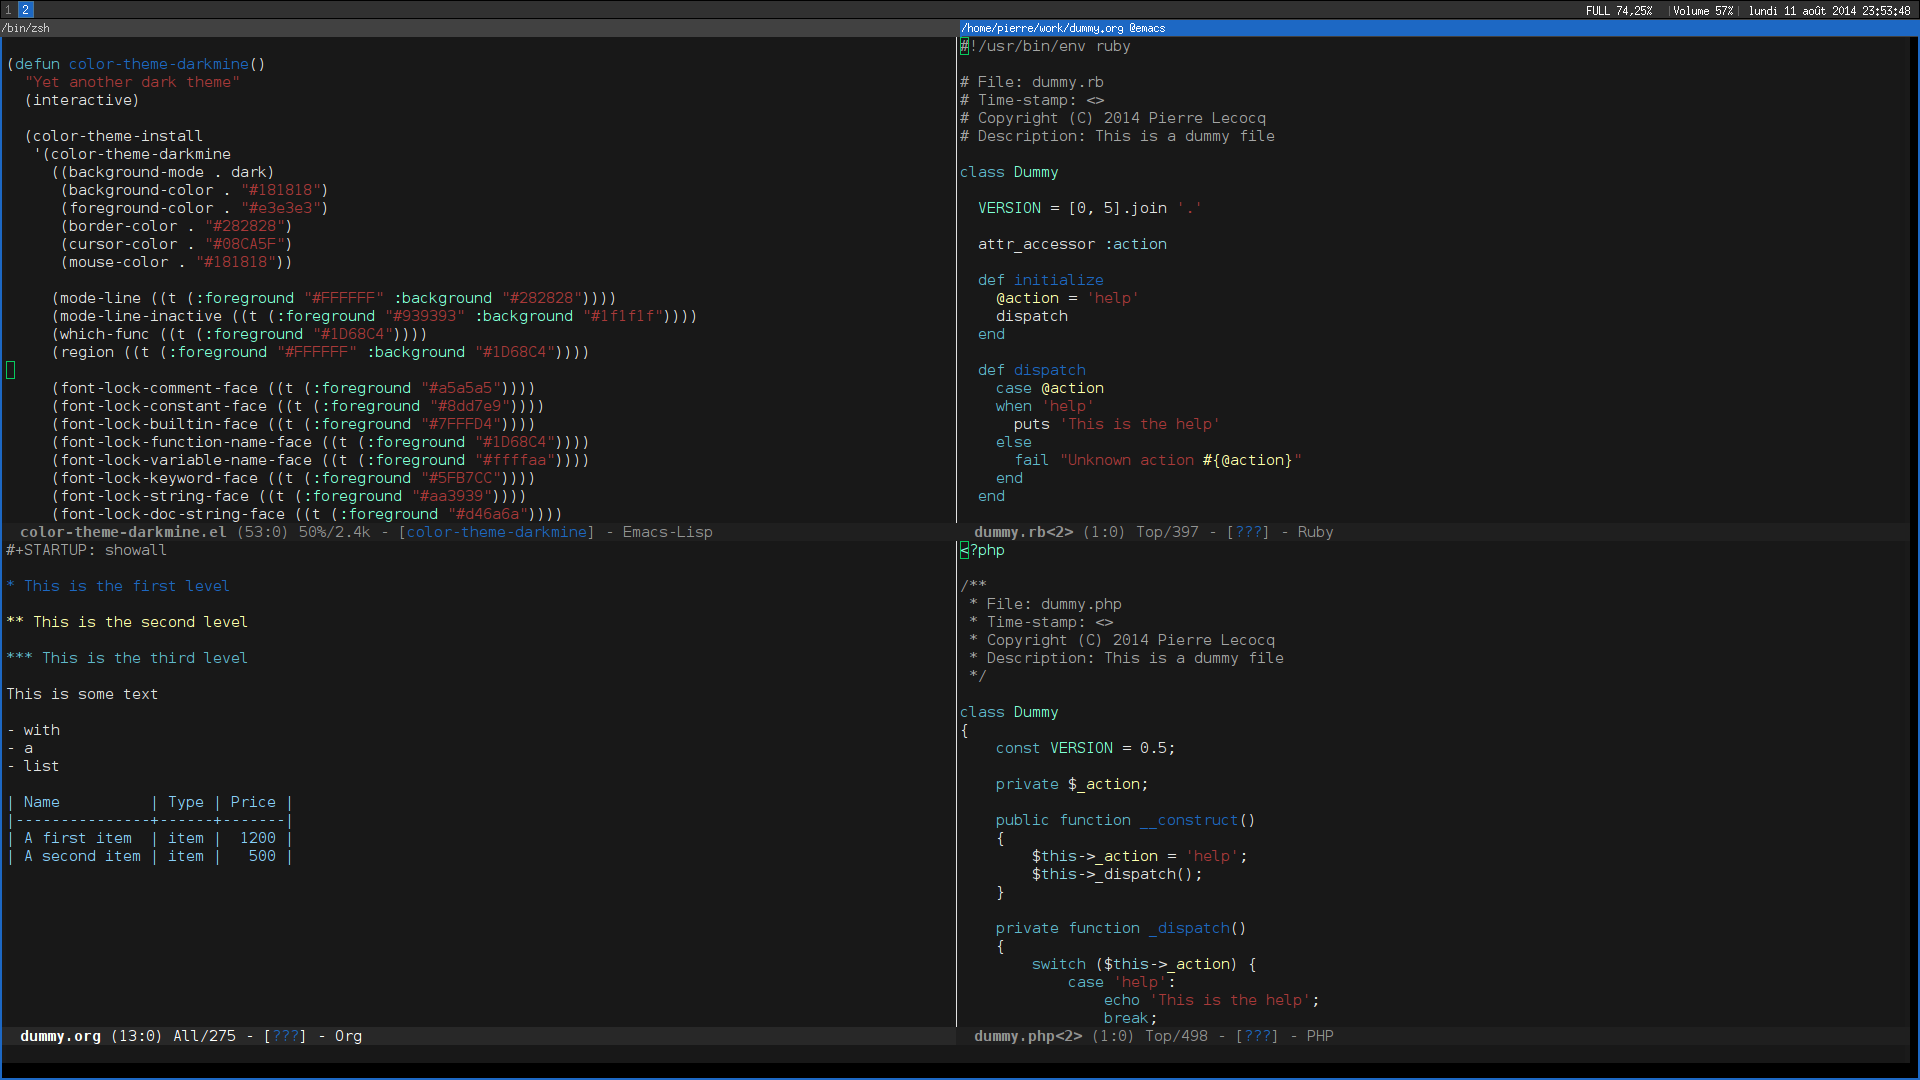 1 2
FULL 74,25% |Volume 57%| lundi 11 août 2014 23:53:48
/bin/zsh
/home/pierre/work/dummy.org @emacs
(defun color-theme-darkmine()
  "Yet another dark theme"
  (interactive)
  (color-theme-install
   '(color-theme-darkmine
     ((background-mode . dark)
      (background-color . "#181818")
      (foreground-color . "#e3e3e3")
      (border-color . "#282828")
      (cursor-color . "#08CA5F")
      (mouse-color . "#181818"))
     (mode-line ((t (:foreground "#FFFFFF" :background "#282828"))))
     (mode-line-inactive ((t (:foreground "#939393" :background "#1f1f1f"))))
     (which-func ((t (:foreground "#1D68C4"))))
     (region ((t (:foreground "#FFFFFF" :background "#1D68C4"))))
     (font-lock-comment-face ((t (:foreground "#a5a5a5"))))
     (font-lock-constant-face ((t (:foreground "#8dd7e9"))))
     (font-lock-builtin-face ((t (:foreground "#7FFFD4"))))
     (font-lock-function-name-face ((t (:foreground "#1D68C4"))))
     (font-lock-variable-name-face ((t (:foreground "#ffffaa"))))
     (font-lock-keyword-face ((t (:foreground "#5FB7CC"))))
     (font-lock-string-face ((t (:foreground "#aa3939"))))
     (font-lock-doc-string-face ((t (:foreground "#d46a6a"))))
color-theme-darkmine.el (53:0) 50%/2.4k - [color-theme-darkmine] - Emacs-Lisp
#!/usr/bin/env ruby
# File: dummy.rb
# Time-stamp: <>
# Copyright (C) 2014 Pierre Lecocq
# Description: This is a dummy file
class Dummy
  VERSION = [0, 5].join '.'
  attr_accessor :action
  def initialize
    @action = 'help'
    dispatch
  end
  def dispatch
    case @action
    when 'help'
      puts 'This is the help'
    else
      fail "Unknown action #{@action}"
    end
  end
dummy.rb<2> (1:0) Top/397 - [???] - Ruby
#+STARTUP: showall
* This is the first level
** This is the second level
*** This is the third level
This is some text
- with
- a
- list
| Name          | Type | Price |
|---------------+------+-------|
| A first item  | item |  1200 |
| A second item | item |   500 |
dummy.org (13:0) All/275 - [???] - Org
<?php
/**
 * File: dummy.php
 * Time-stamp: <>
 * Copyright (C) 2014 Pierre Lecocq
 * Description: This is a dummy file
 */
class Dummy
{
    const VERSION = 0.5;
    private $_action;
    public function __construct()
    {
        $this->_action = 'help';
        $this->_dispatch();
    }
    private function _dispatch()
    {
        switch ($this->_action) {
            case 'help':
                echo 'This is the help';
                break;
dummy.php<2> (1:0) Top/498 - [???] - PHP